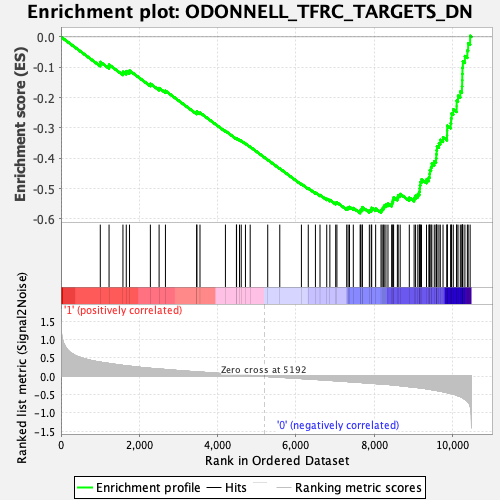 Enrichment plot: ODONNELL_TFRC_TARGETS_DN
Enrichment score (ES)
0.0
-0.1
-0.2
-0.3
-0.4
-0.5
-0.6
'1' (positively correlated)
Ranked list metric (Signal2Noise)
1.5
1.0
0.5
0.0
-0.5
-1.0
-1.5
Zero cross at 5192
'0' (negatively correlated)
0
2,000
4,000
6,000
8,000
10,000
Rank in Ordered Dataset
Enrichment profile
Hits
Ranking metric scores